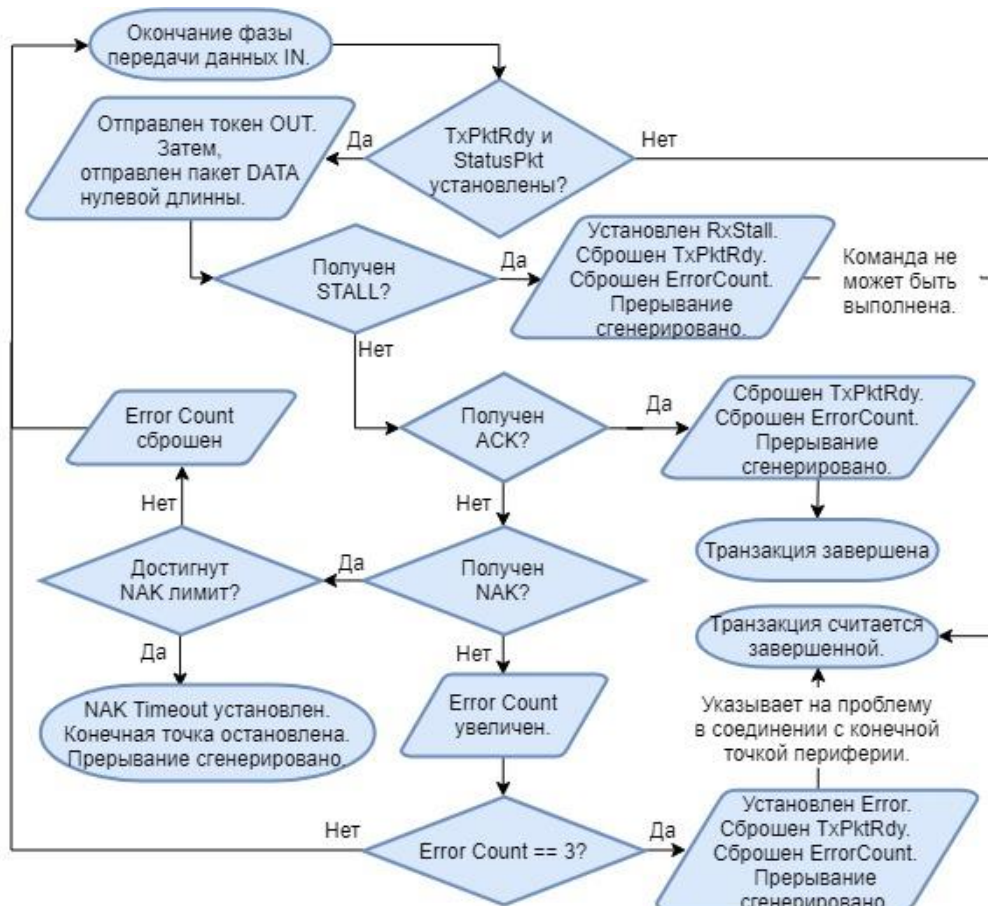 Окончание фазы
передачи данных IN.
Отправлен токен OUT.
Затем,
отправлен пакет DATA
нулевой длинны.
Да
TxPktRdy и
StatusPkt
установлены?
Нет
Получен
STALL?
Да
Установлен RxStall.
Сброшен TxPktRdy.
Сброшен ErrorCount.
Прерывание
сгенерировано.
Команда не
может быть
выполнена.
Нет
Error Count
сброшен
Получен
ACK?
Да
Сброшен TxPktRdy.
Сброшен ErrorCount.
Прерывание
сгенерировано.
Нет
Нет
Достигнут
NAK лимит?
Да
Получен
NAK?
Транзакция завершена
Да
Нет
Транзакция считается
завершенной.
NAK Timeout установлен.
Конечная точка остановлена.
Прерывание сгенерировано.
Error Count
увеличен.
Указывает на проблему
в соединении с конечной
точкой периферии.
Нет
Error Count == 3?
Да
Установлен Error.
Сброшен TxPktRdy.
Сброшен ErrorCount.
Прерывание
сгенерировано